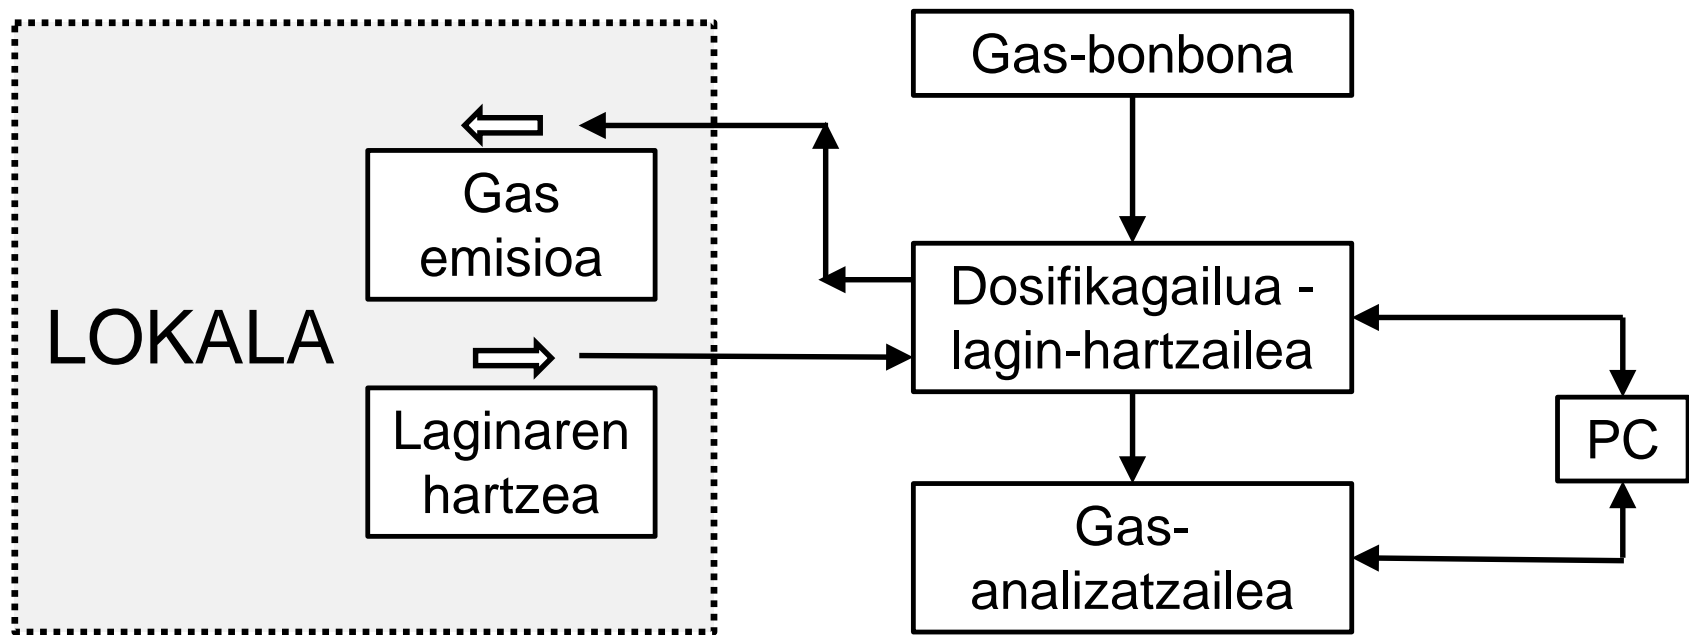 Gas-bonbona
Gas
emisioa
LOKALA
Laginaren
hartzea
Dosifikagailua -
lagin-hartzailea
PC
Gas-
analizatzailea